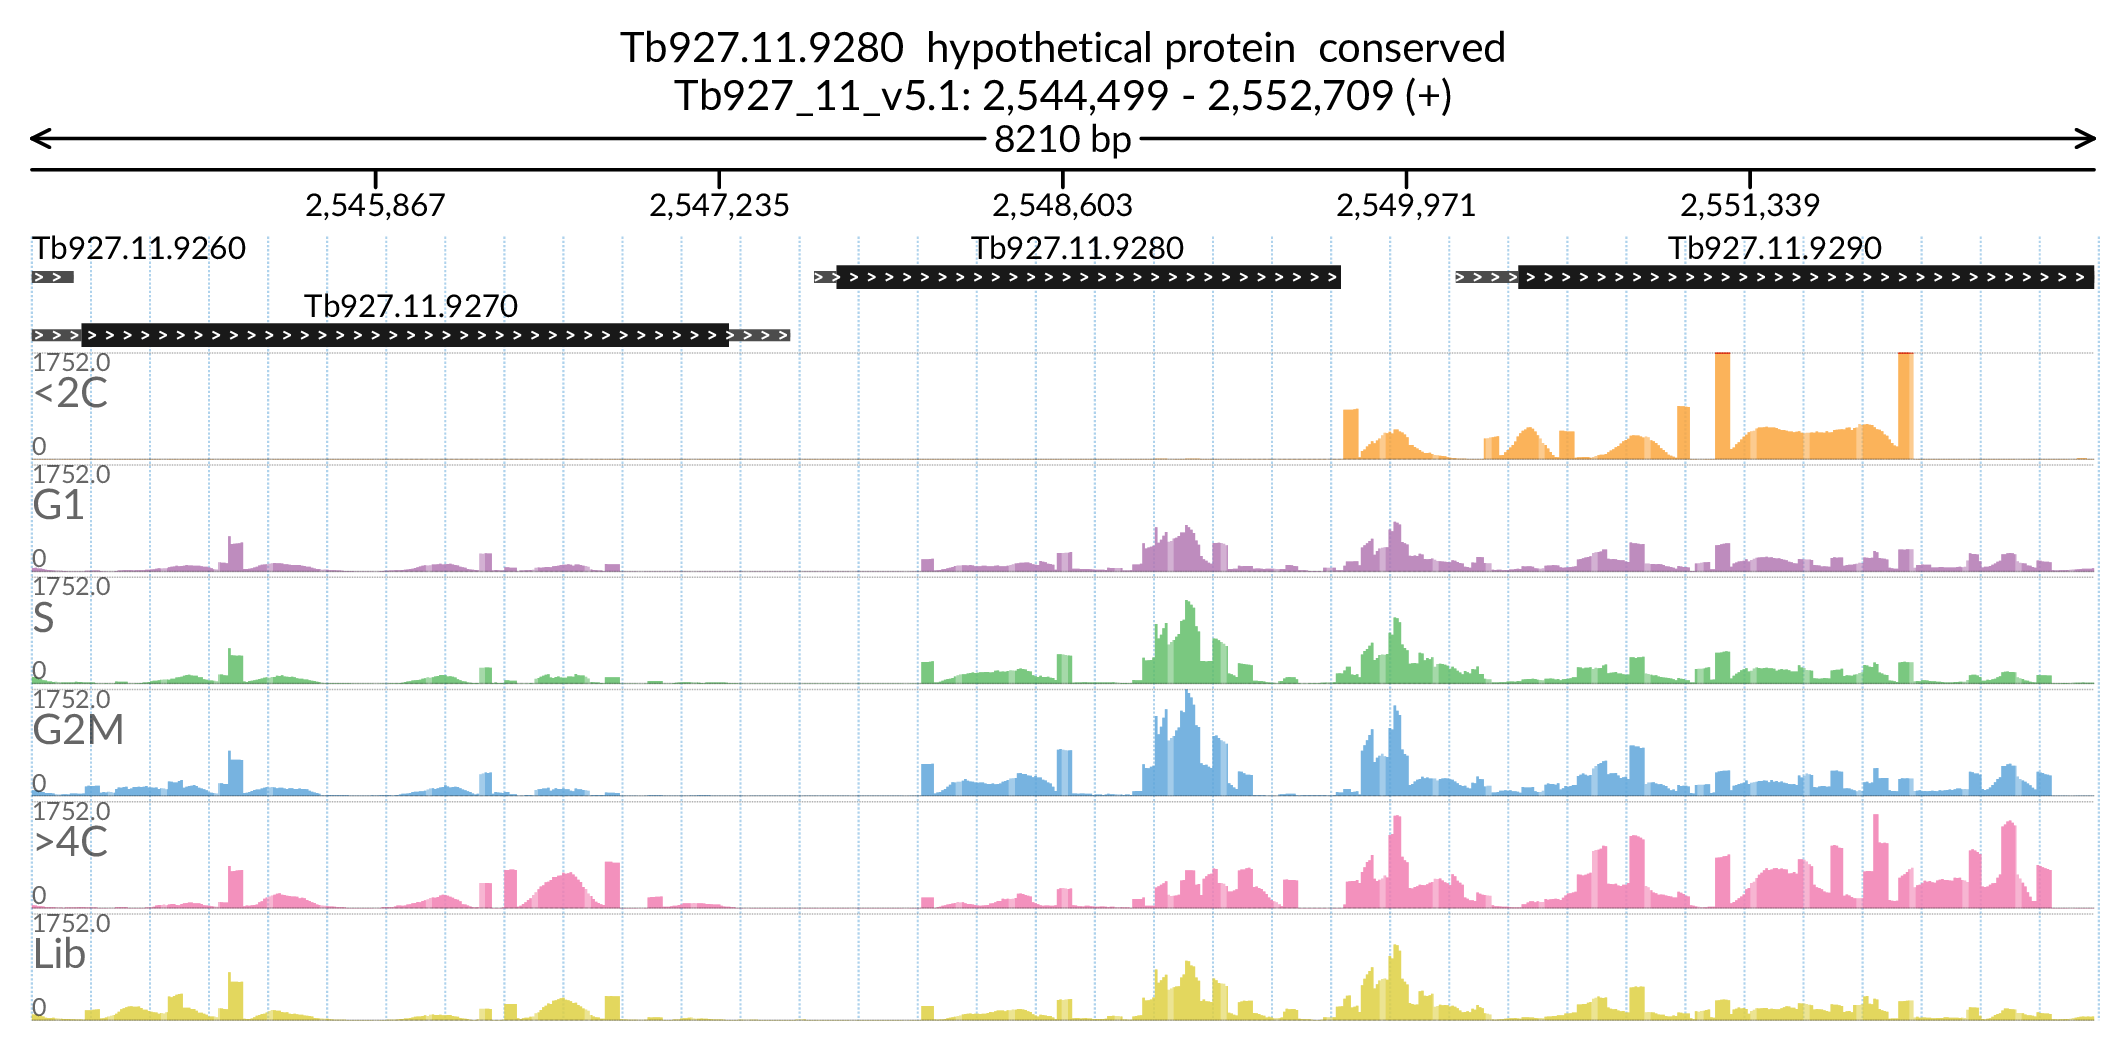 Tb927.11.9280  hypothetical protein  conserved
Tb927_11_v5.1: 2,544,499 - 2,552,709 (+)
8210 bp
2,545,867 2,547,235 2,548,603 2,549,971 2,551,339
Tb927.11.9260 Tb927.11.9280 Tb927.11.9290
Tb927.11.9270
1752.0
<2C
0
1752.0
G1
0
1752.0
S
0
1752.0
G2M
0
1752.0
>4C
0
1752.0
Lib
0